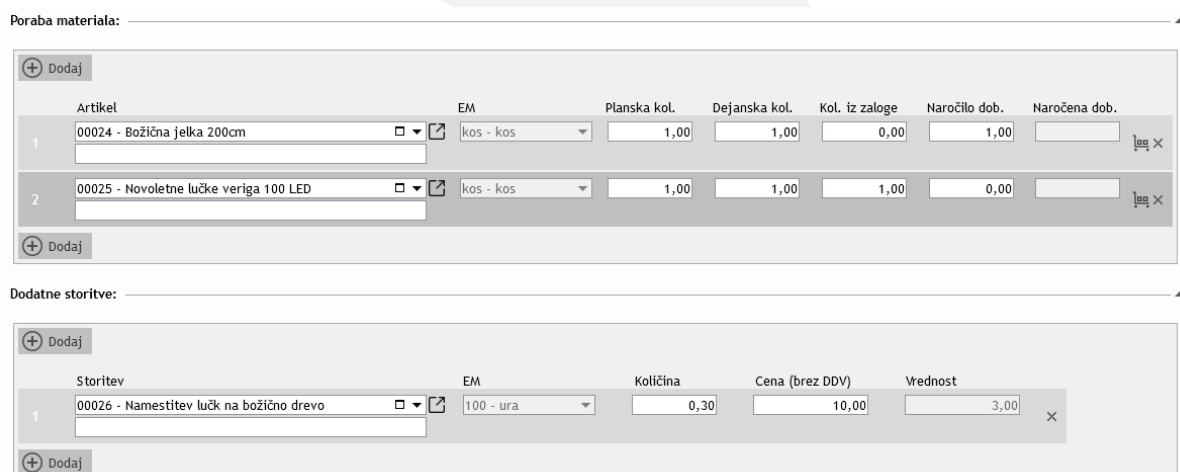 Poraba materiala:
Dodaj
Artikel EM Planska kol. Dejanska kol. Kol. iz zaloge Naročilo dob. Naročena dob.
1 00024 - Božična jelka 200cm kos - kos 1,00 1,00 0,00 1,00
2 00025 - Novoletne lučke veriga 100 LED kos - kos 1,00 1,00 1,00 0,00
Dodaj
Dodatne storitve:
Dodaj
Storitev EM Količina Cena (brez DDV) Vrednost
1 00026 - Namestitev lučk na božično drevo 100 - ura 0,30 10,00 3,00
Dodaj